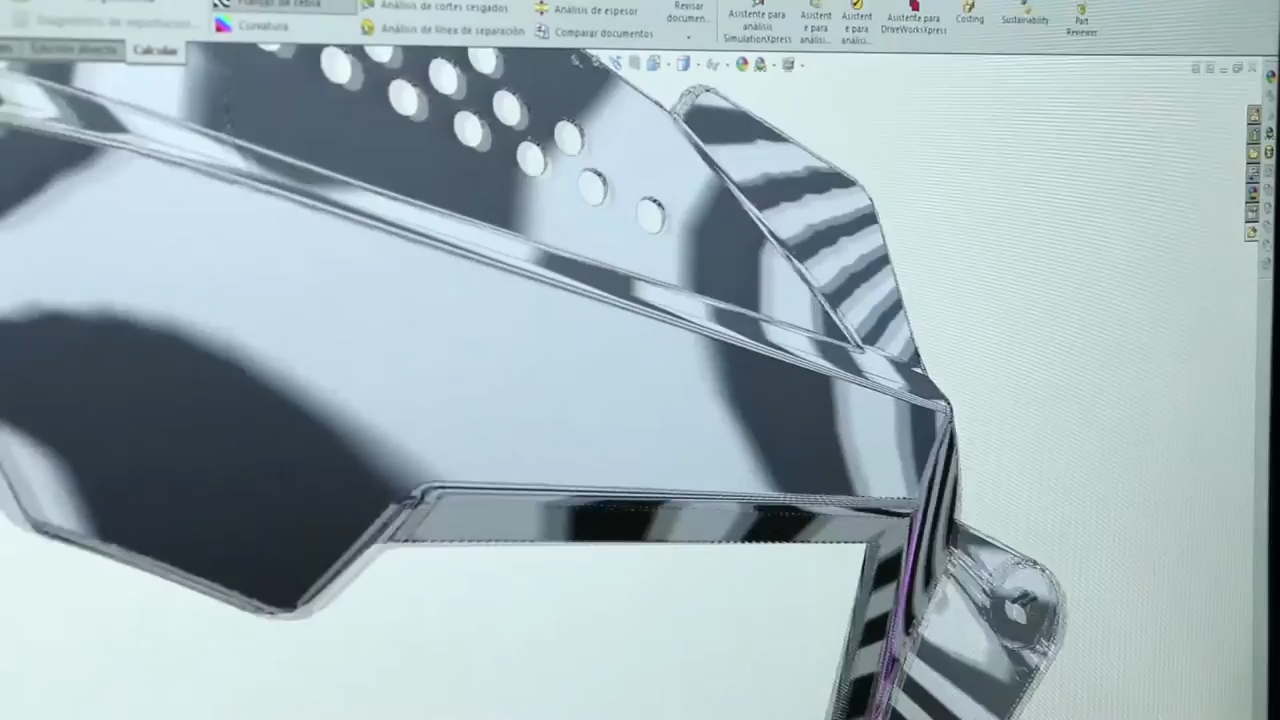 Análisis de cortes sesgados
Curvatura
Análisis de línea de separación
Análisis de espesor
Comparar documentos
Revisar
documen...
Asistente para
análisis
SimulationXpress
Asistent
e para
análisi...
Asistent
e para
análisi...
Asistente para
DriveWorksXpress
Costing
Sustainability
Part
Reviewer
Calcular